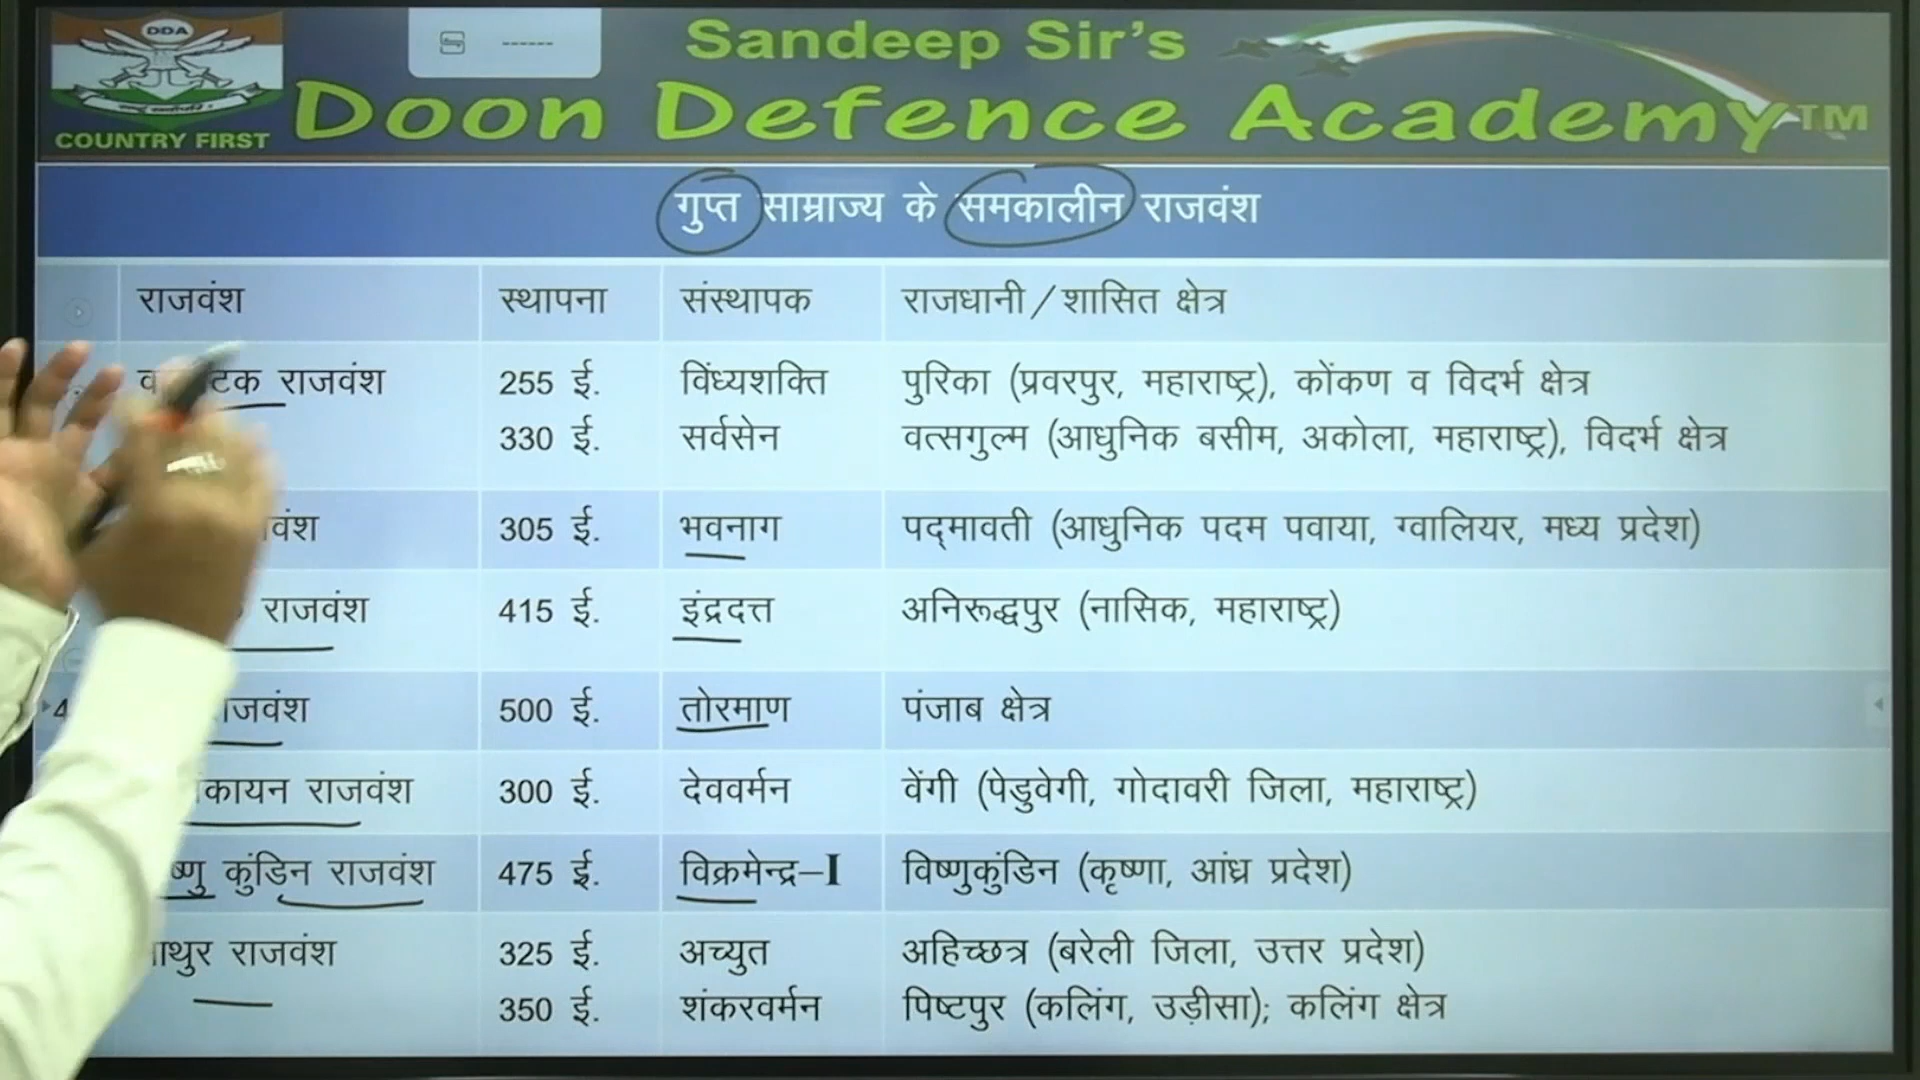 DDA
COUNTRY FIRST
Sandeep Sir's
Doon Defence Academy™
गुप्त साम्राज्य के समकालीन राजवंश
राजवंश स्थापना संस्थापक राजधानी/शासित क्षेत्र
राजवंश 255 ई. विंध्यशक्ति पुरिका (प्रवरपुर, महाराष्ट्र), कोंकण व विदर्भ क्षेत्र
330 ई. सर्वसेन वत्सगुल्म (आधुनिक बसीम, अकोला, महाराष्ट्र), विदर्भ क्षेत्र
305 ई. भवनाग पद्मावती (आधुनिक पदम पवाया, ग्वालियर, मध्य प्रदेश)
राजवंश 415 ई. इंद्रदत्त अनिरूद्धपुर (नासिक, महाराष्ट्र)
4 500 ई. तोरमाण पंजाब क्षेत्र
राजवंश 300 ई. देववर्मन वेंगी (पेडुवेगी, गोदावरी जिला, महाराष्ट्र)
कुंडिन राजवंश 475 ई. विक्रमेन्द्र–I विष्णुकुंडिन (कृष्णा, आंध्र प्रदेश)
राजवंश 325 ई. अच्युत अहिच्छत्र (बरेली जिला, उत्तर प्रदेश)
350 ई. शंकरवर्मन पिष्टपुर (कलिंग, उड़ीसा); कलिंग क्षेत्र